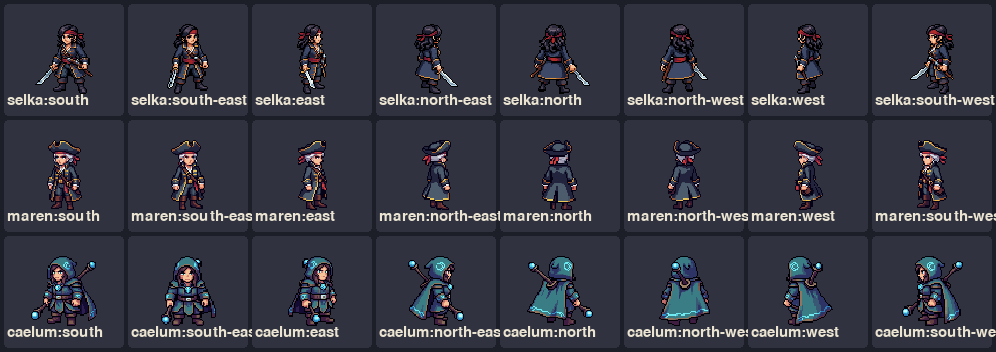 selka:south selka:south-east selka:east selka:north-east selka:north selka:north-west selka:west selka:south-west
maren:south maren:south-eas maren:east maren:north-east maren:north maren:north-wes maren:west maren:south-wes
caelum:south caelum:south-eas caelum:east caelum:north-eas caelum:north caelum:north-wes caelum:west caelum:south-wes